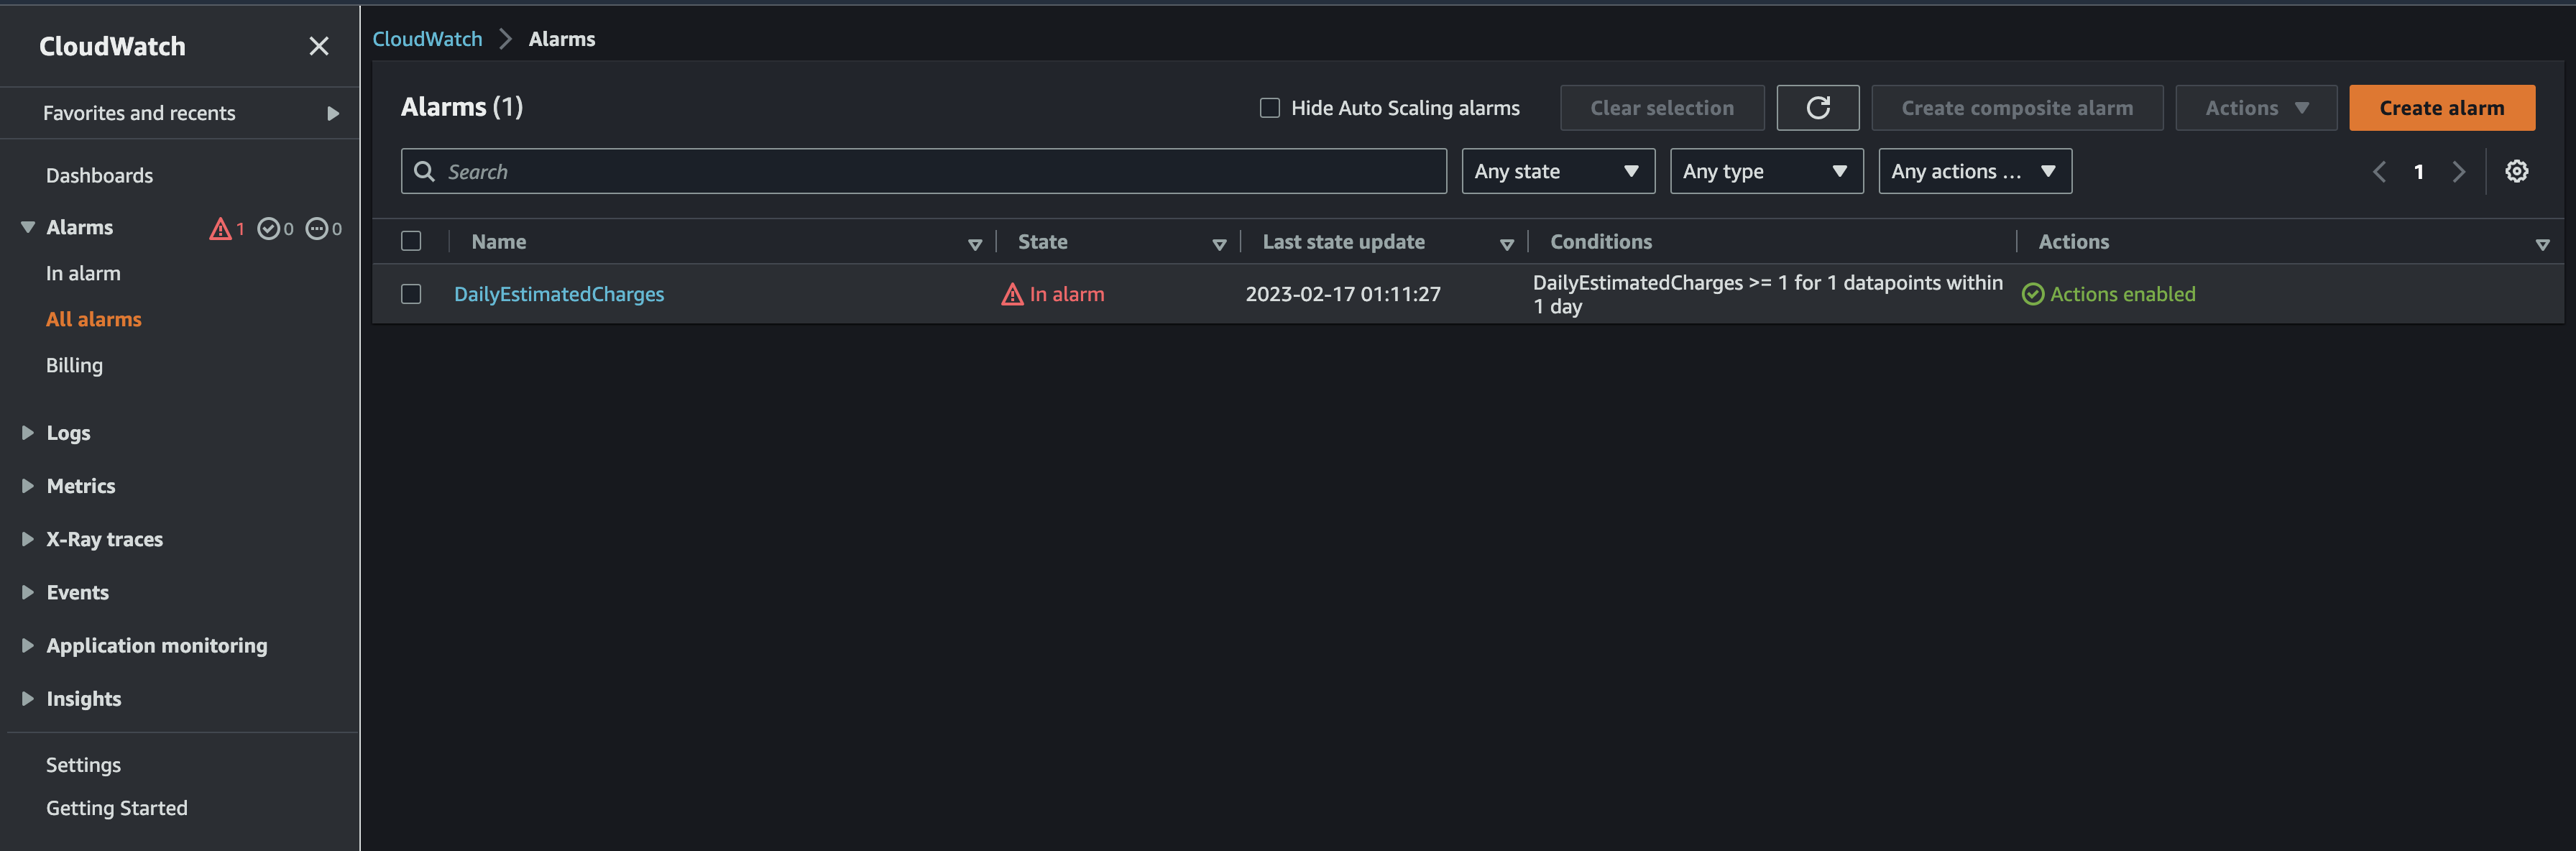 CloudWatch
Favorites and recents
Dashboards
Alarms 1 0 0
In alarm
All alarms
Billing
Logs
Metrics
X-Ray traces
Events
Application monitoring
Insights
Settings
Getting Started
CloudWatch > Alarms
Alarms (1)
Hide Auto Scaling alarms Clear selection Create composite alarm Actions Create alarm
Search Any state Any type Any actions ... 1
Name State Last state update Conditions Actions
DailyEstimatedCharges In alarm 2023-02-17 01:11:27 DailyEstimatedCharges >= 1 for 1 datapoints within
1 day
Actions enabled